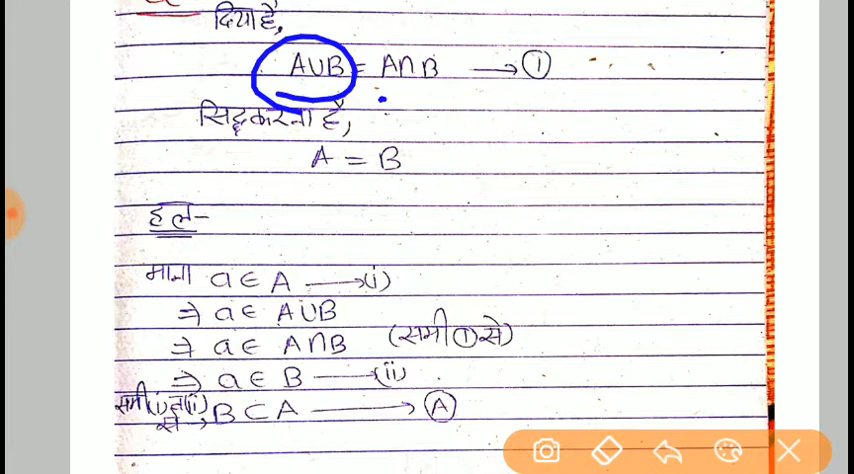 दिया है,
A∪B = A∩B ⟶ ①
सिद्ध करना है,
A = B
हल-
माना a ∈ A ⟶ (i)
⇒ a ∈ A∪B
⇒ a ∈ A∩B (समी ① से)
⇒ a ∈ B ⟶ (ii)
समी (i) व (ii) से, B ⊂ A ⟶ Ⓐ